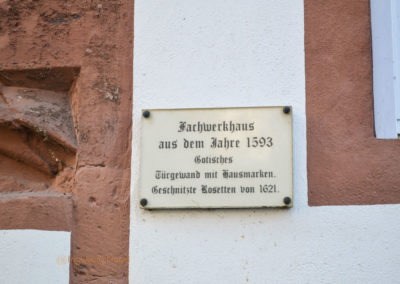 Fachwerkhaus
aus dem Jahre 1593
Gotisches
Türgewand mit Hausmarken.
Geschnitzte Rosetten von 1621.